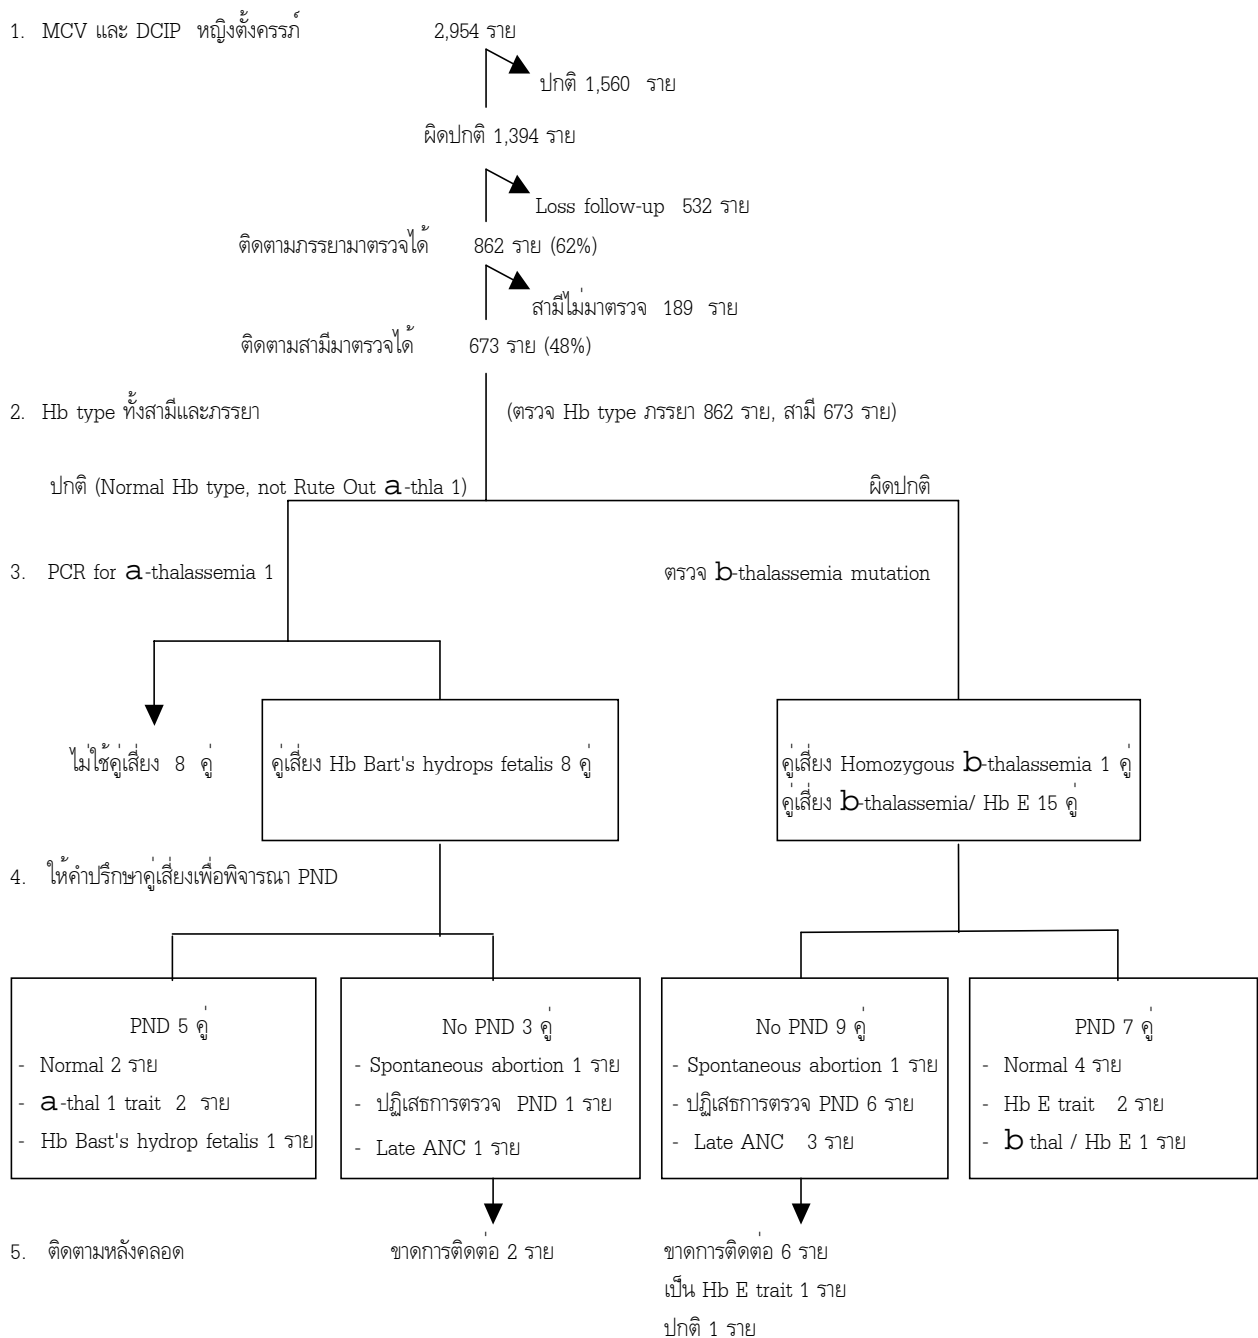 1. MCV และ DCIP หญิงตั้งครรภ์ 2,954 ราย
ปกติ 1,560 ราย
ผิดปกติ 1,394 ราย
Loss follow-up 532 ราย
ติดตามภรรยามาตรวจได้ 862 ราย (62%)
สามีไม่มาตรวจ 189 ราย
ติดตามสามีมาตรวจได้ 673 ราย (48%)
2. Hb type ทั้งสามีและภรรยา (ตรวจ Hb type ภรรยา 862 ราย, สามี 673 ราย)
ปกติ (Normal Hb type, not Rute Out a-thla 1) ผิดปกติ
3. PCR for a-thalassemia 1 ตรวจ b-thalassemia mutation
ไม่ใช้คู่เสี่ยง 8 คู่
คู่เสี่ยง Hb Bart's hydrops fetalis 8 คู่
คู่เสี่ยง Homozygous b-thalassemia 1 คู่
คู่เสี่ยง b-thalassemia/ Hb E 15 คู่
4. ให้คำปรึกษาคู่เสี่ยงเพื่อพิจารณา PND
PND 5 คู่
- Normal 2 ราย
- a-thal 1 trait 2 ราย
- Hb Bast's hydrop fetalis 1 ราย
No PND 3 คู่
- Spontaneous abortion 1 ราย
- ปฏิเสธการตรวจ PND 1 ราย
- Late ANC 1 ราย
No PND 9 คู่
- Spontaneous abortion 1 ราย
- ปฏิเสธการตรวจ PND 6 ราย
- Late ANC 3 ราย
PND 7 คู่
- Normal 4 ราย
- Hb E trait 2 ราย
- b thal / Hb E 1 ราย
5. ติดตามหลังคลอด ขาดการติดต่อ 2 ราย ขาดการติดต่อ 6 ราย
เป็น Hb E trait 1 ราย
ปกติ 1 ราย